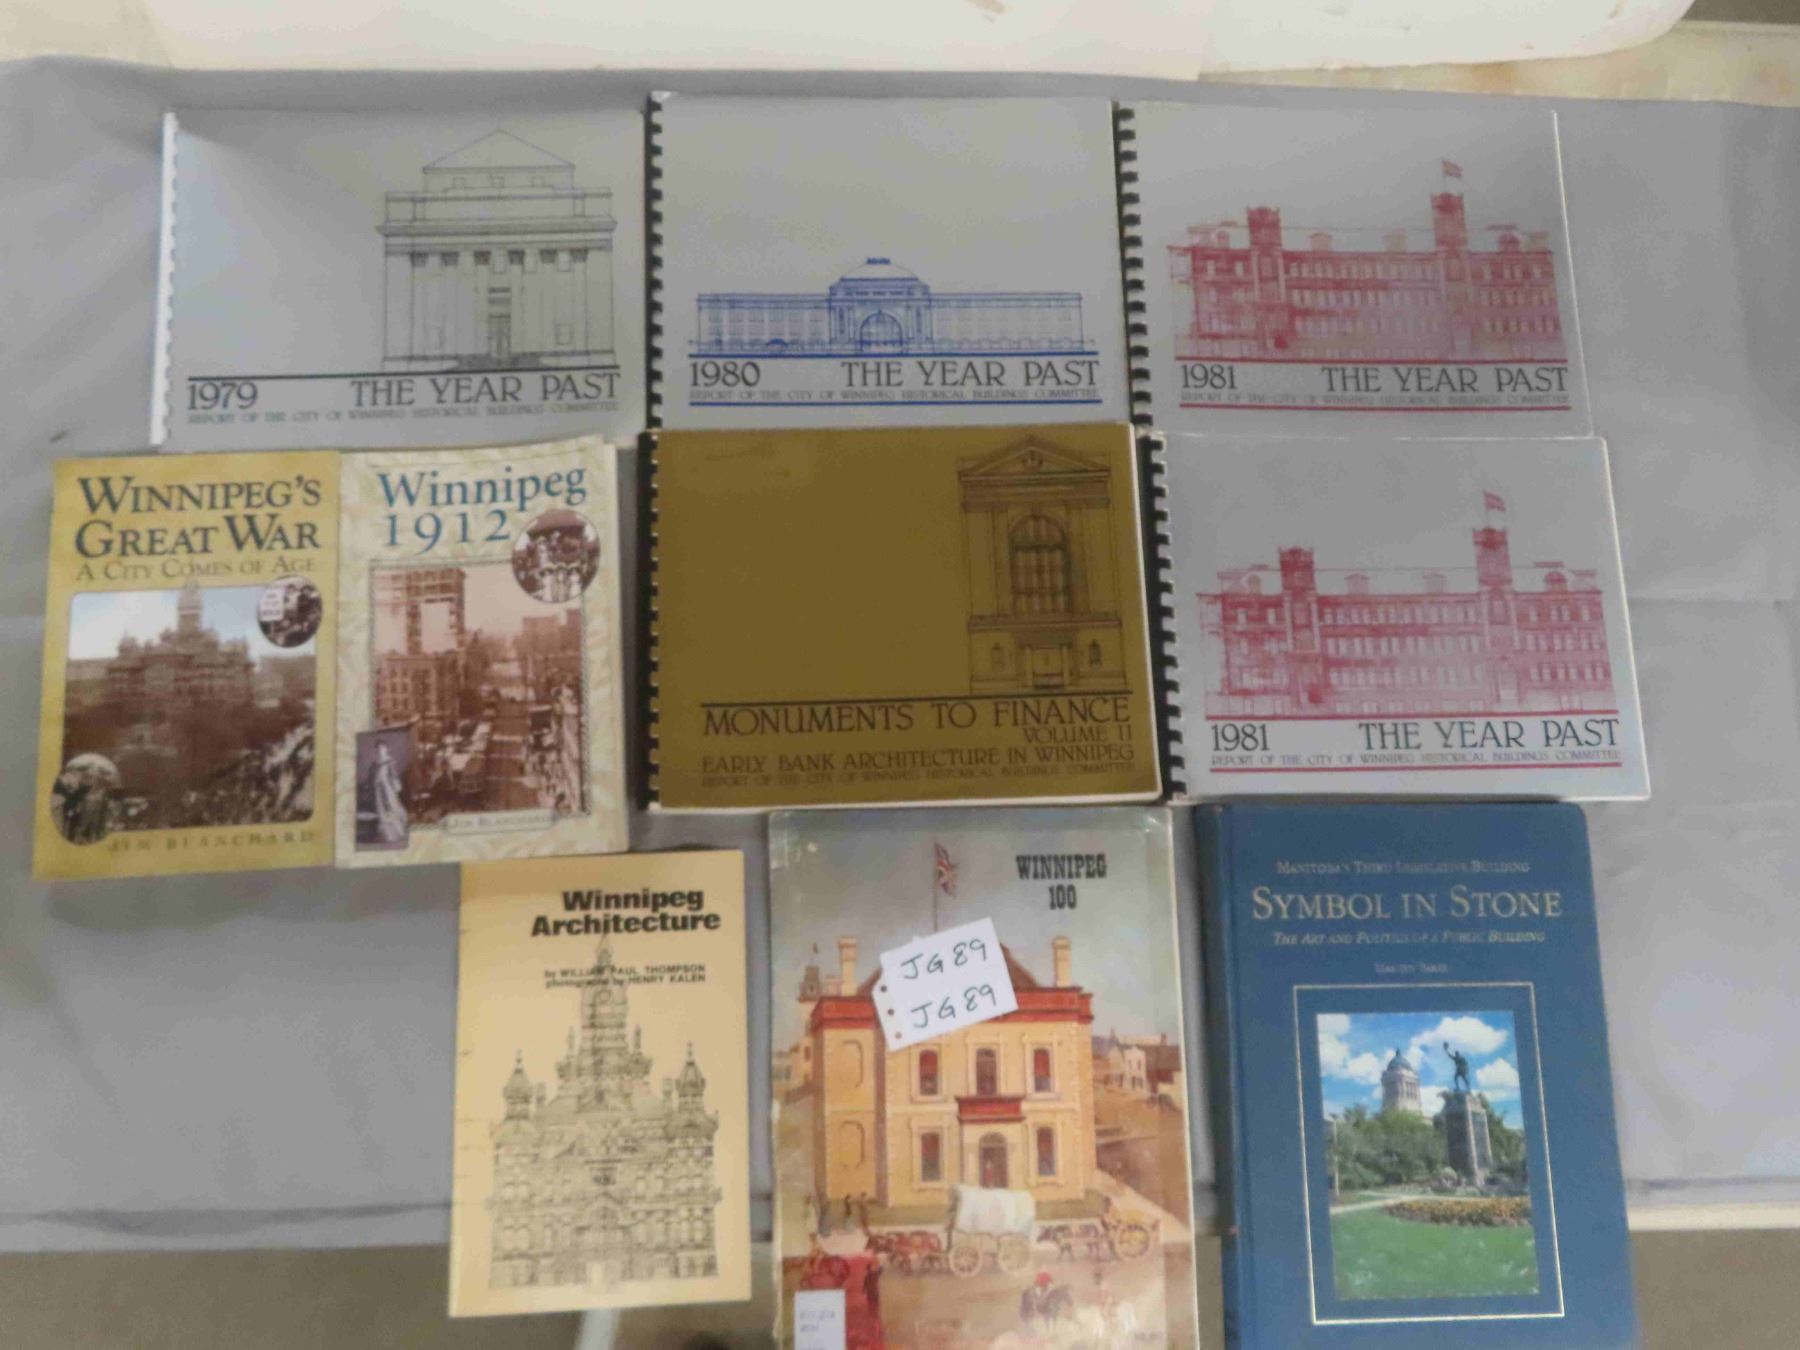 1979 THE YEAR PAST
REPORT OF THE CITY OF WINNIPEG HISTORICAL BUILDINGS COMMITTEE
1980 THE YEAR PAST
REPORT OF THE CITY OF WINNIPEG HISTORICAL BUILDINGS COMMITTEE
1981 THE YEAR PAST
REPORT OF THE CITY OF WINNIPEG HISTORICAL BUILDINGS COMMITTEE
WINNIPEG'S
GREAT WAR
A CITY COMES OF AGE
JIM BLANCHARD
Winnipeg
1912
JIM BLANCHARD
MONUMENTS TO FINANCE
VOLUME II
EARLY BANK ARCHITECTURE IN WINNIPEG
REPORT OF THE CITY OF WINNIPEG HISTORICAL BUILDINGS COMMITTEE
1981 THE YEAR PAST
REPORT OF THE CITY OF WINNIPEG HISTORICAL BUILDINGS COMMITTEE
Winnipeg
Architecture
by WILLIAM PAUL THOMPSON
photographs by HENRY KALEN
WINNIPEG
100
JG89
JG89
MANITOBA'S THIRD LEGISLATIVE BUILDING
SYMBOL IN STONE
THE ART AND POLITICS OF A PUBLIC BUILDING